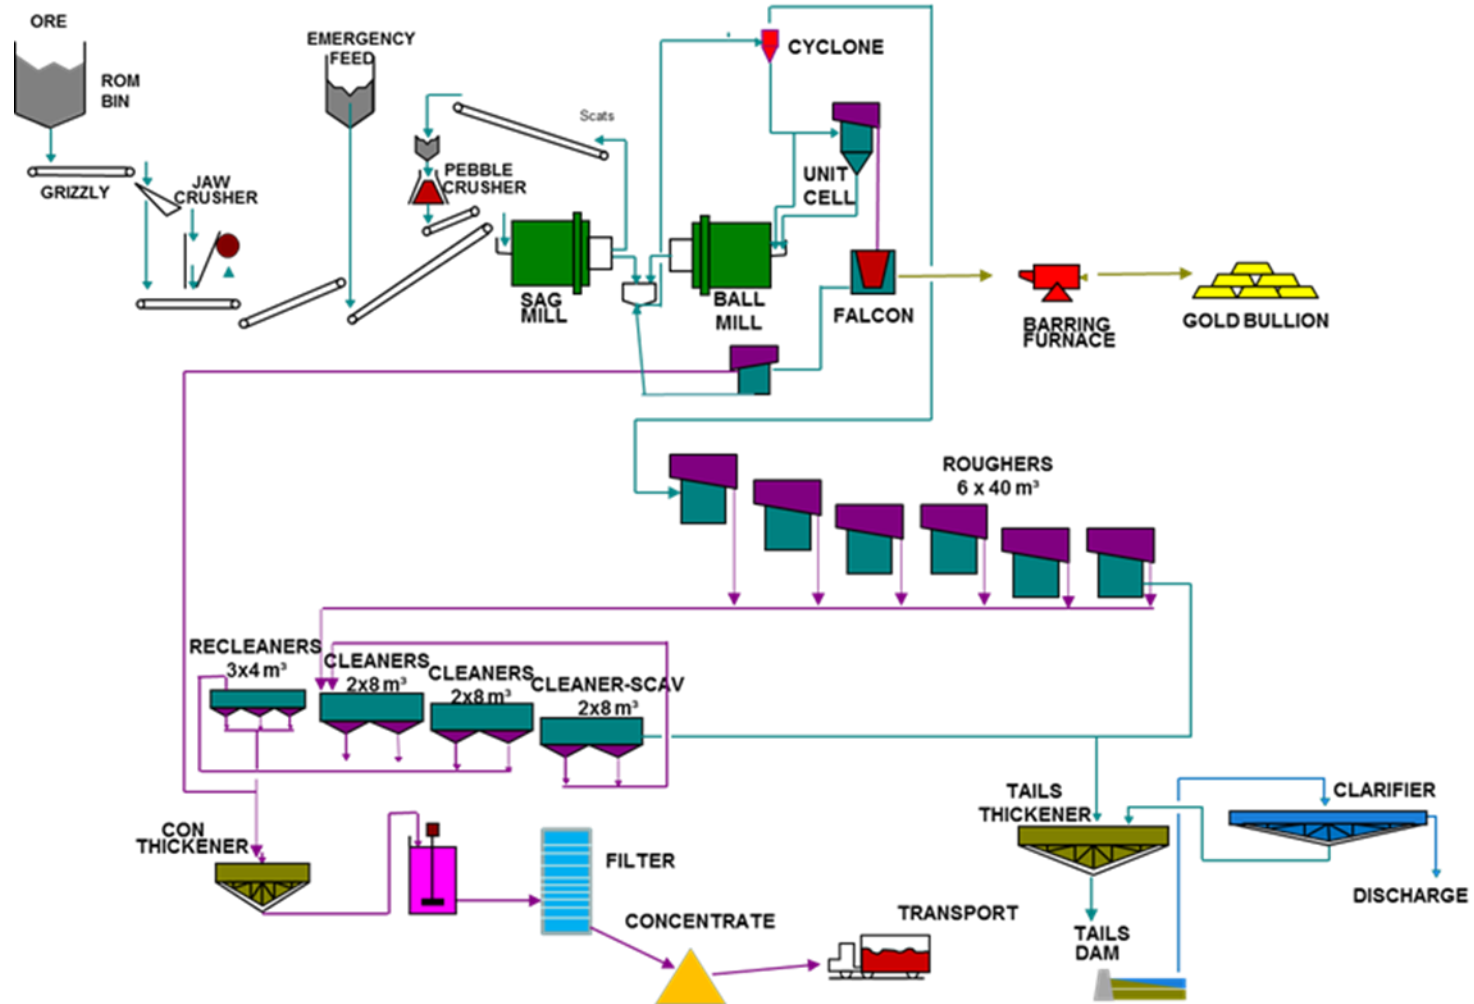 ORE
ROM
BIN
GRIZZLY
JAW
CRUSHER
EMERGENCY
FEED
PEBBLE
CRUSHER
Scats
SAG
MILL
BALL
MILL
CYCLONE
UNIT
CELL
FALCON
BARRING
FURNACE
GOLD BULLION
ROUGHERS
6 x 40 m³
RECLEANERS
3x4 m³
CLEANERS
2x8 m³
CLEANERS
2x8 m³
CLEANER-SCAV
2x8 m³
CON
THICKENER
FILTER
CONCENTRATE
TRANSPORT
TAILS
THICKENER
CLARIFIER
DISCHARGE
TAILS
DAM